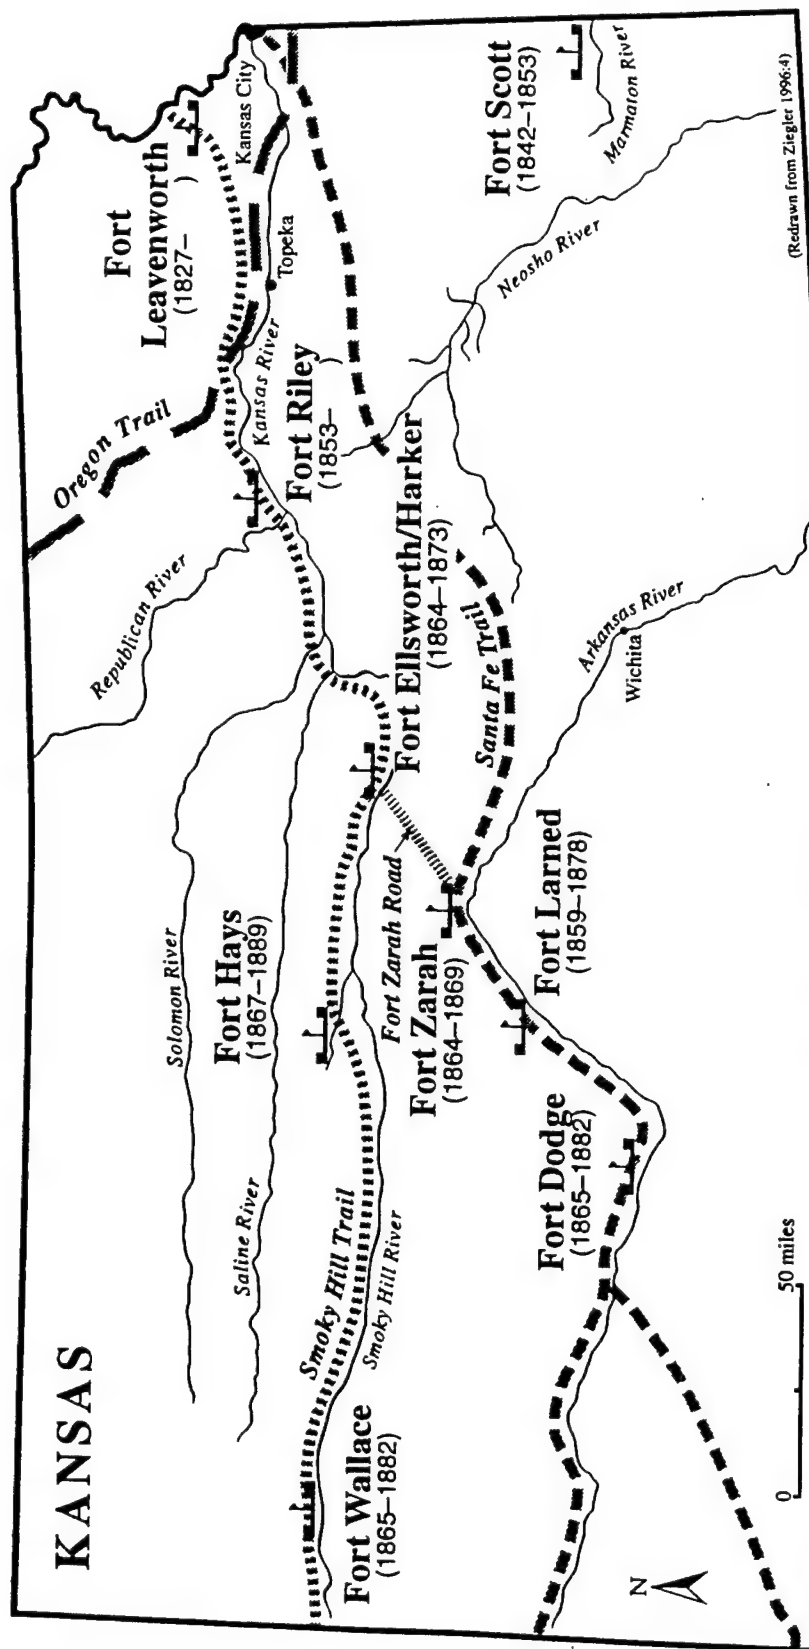 KANSAS
Fort
Leavenworth
(1827– )
Oregon Trail
Kansas City
Topeka
Kansas River
Republican River
Fort Riley
(1853– )
Solomon River
Fort Hays
(1867–1889)
Saline River
Smoky Hill Trail
Smoky Hill River
Fort Wallace
(1865–1882)
Fort Ellsworth/Harker
(1864–1873)
Fort Zarah Road
Fort Zarah
(1864–1869)
Santa Fe Trail
Fort Larned
(1859–1878)
Fort Dodge
(1865–1882)
Arkansas River
Wichita
Neosho River
Fort Scott
(1842–1853)
Marmaton River
N
0 50 miles
(Redrawn from Ziegler 1996:4)